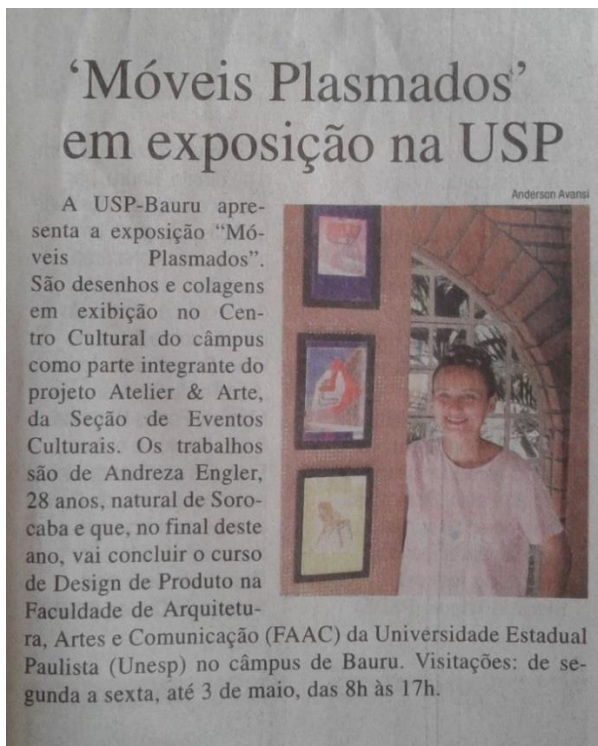 ‘Móveis Plasmados’
em exposição na USP
Anderson Avansi
A USP-Bauru apre-
senta a exposição “Mó-
veis Plasmados”.
São desenhos e colagens
em exibição no Cen-
tro Cultural do câmpus
como parte integrante do
projeto Atelier & Arte,
da Seção de Eventos
Culturais. Os trabalhos
são de Andreza Engler,
28 anos, natural de Soro-
caba e que, no final deste
ano, vai concluir o curso
de Design de Produto na
Faculdade de Arquitetu-
ra, Artes e Comunicação (FAAC) da Universidade Estadual
Paulista (Unesp) no câmpus de Bauru. Visitações: de se-
gunda a sexta, até 3 de maio, das 8h às 17h.